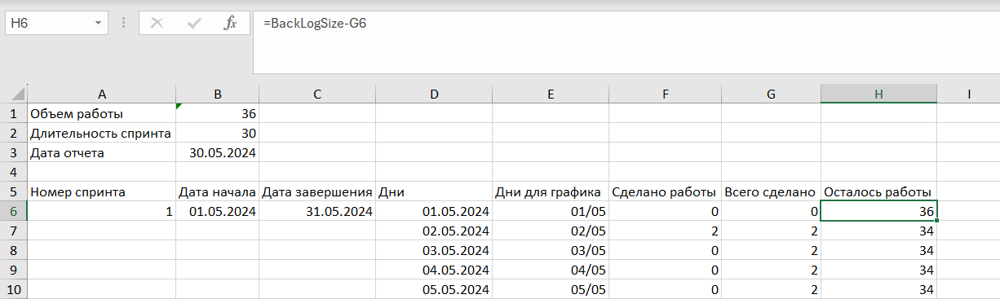 H6 fx =BackLogSize-G6
A B C D E F G H I
1 Объем работы 36
2 Длительность спринта 30
3 Дата отчета 30.05.2024
4
5 Номер спринта Дата начала Дата завершения Дни Дни для графика Сделано работы Всего сделано Осталось работы
6 1 01.05.2024 31.05.2024 01.05.2024 01/05 0 0 36
7 02.05.2024 02/05 2 2 34
8 03.05.2024 03/05 0 2 34
9 04.05.2024 04/05 0 2 34
10 05.05.2024 05/05 0 2 34